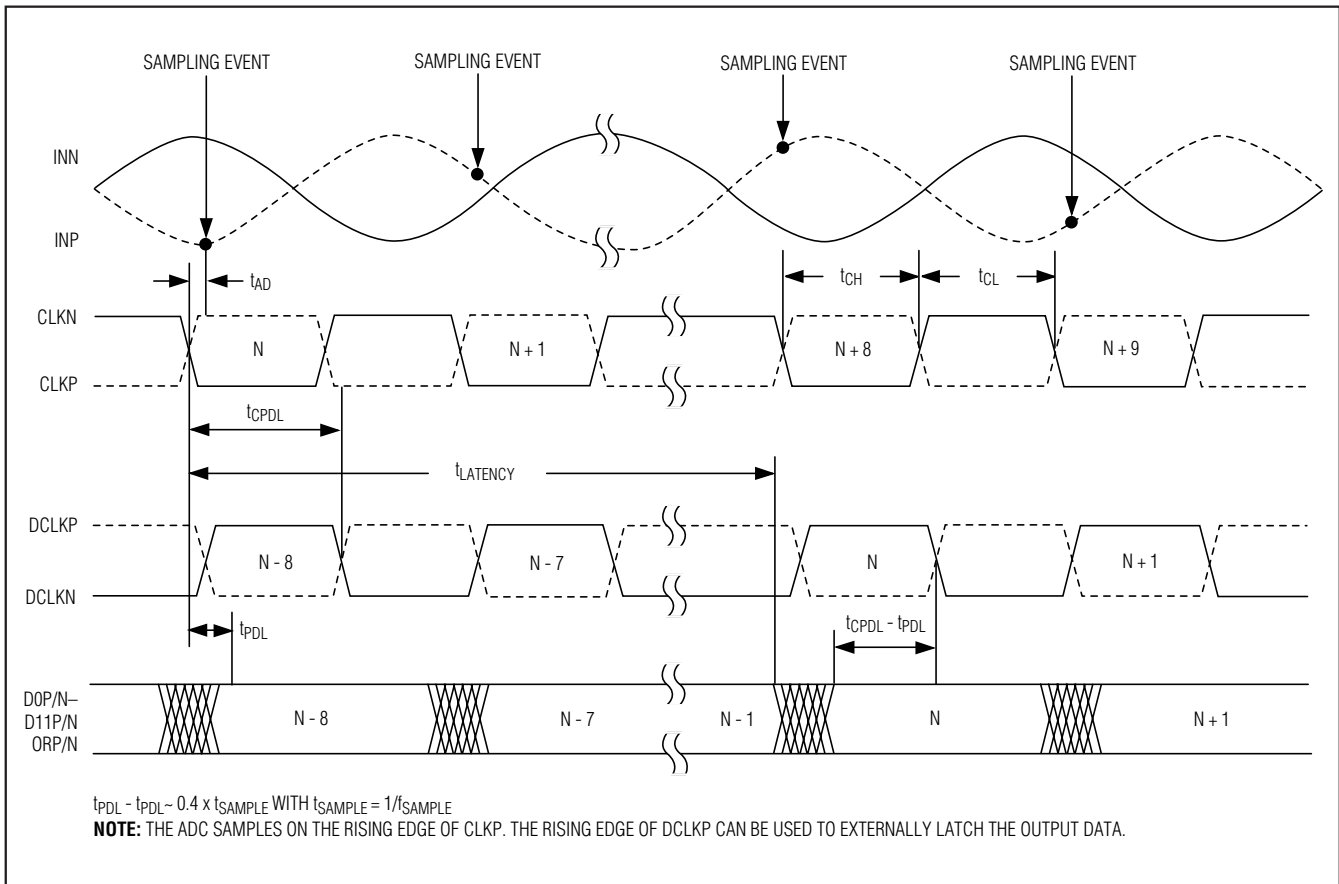 SAMPLING EVENT
SAMPLING EVENT
SAMPLING EVENT
SAMPLING EVENT
INN
INP
tAD
tCH
tCL
CLKN
CLKP
N
N + 1
N + 8
N + 9
tCPDL
tLATENCY
DCLKP
DCLKN
N - 8
N - 7
N
N + 1
tPDL
tCPDL - tPDL
D0P/N–
D11P/N
ORP/N
N - 8
N - 7
N - 1
N
N + 1
tPDL - tPDL~ 0.4 x tSAMPLE WITH tSAMPLE = 1/fSAMPLE
NOTE: THE ADC SAMPLES ON THE RISING EDGE OF CLKP. THE RISING EDGE OF DCLKP CAN BE USED TO EXTERNALLY LATCH THE OUTPUT DATA.